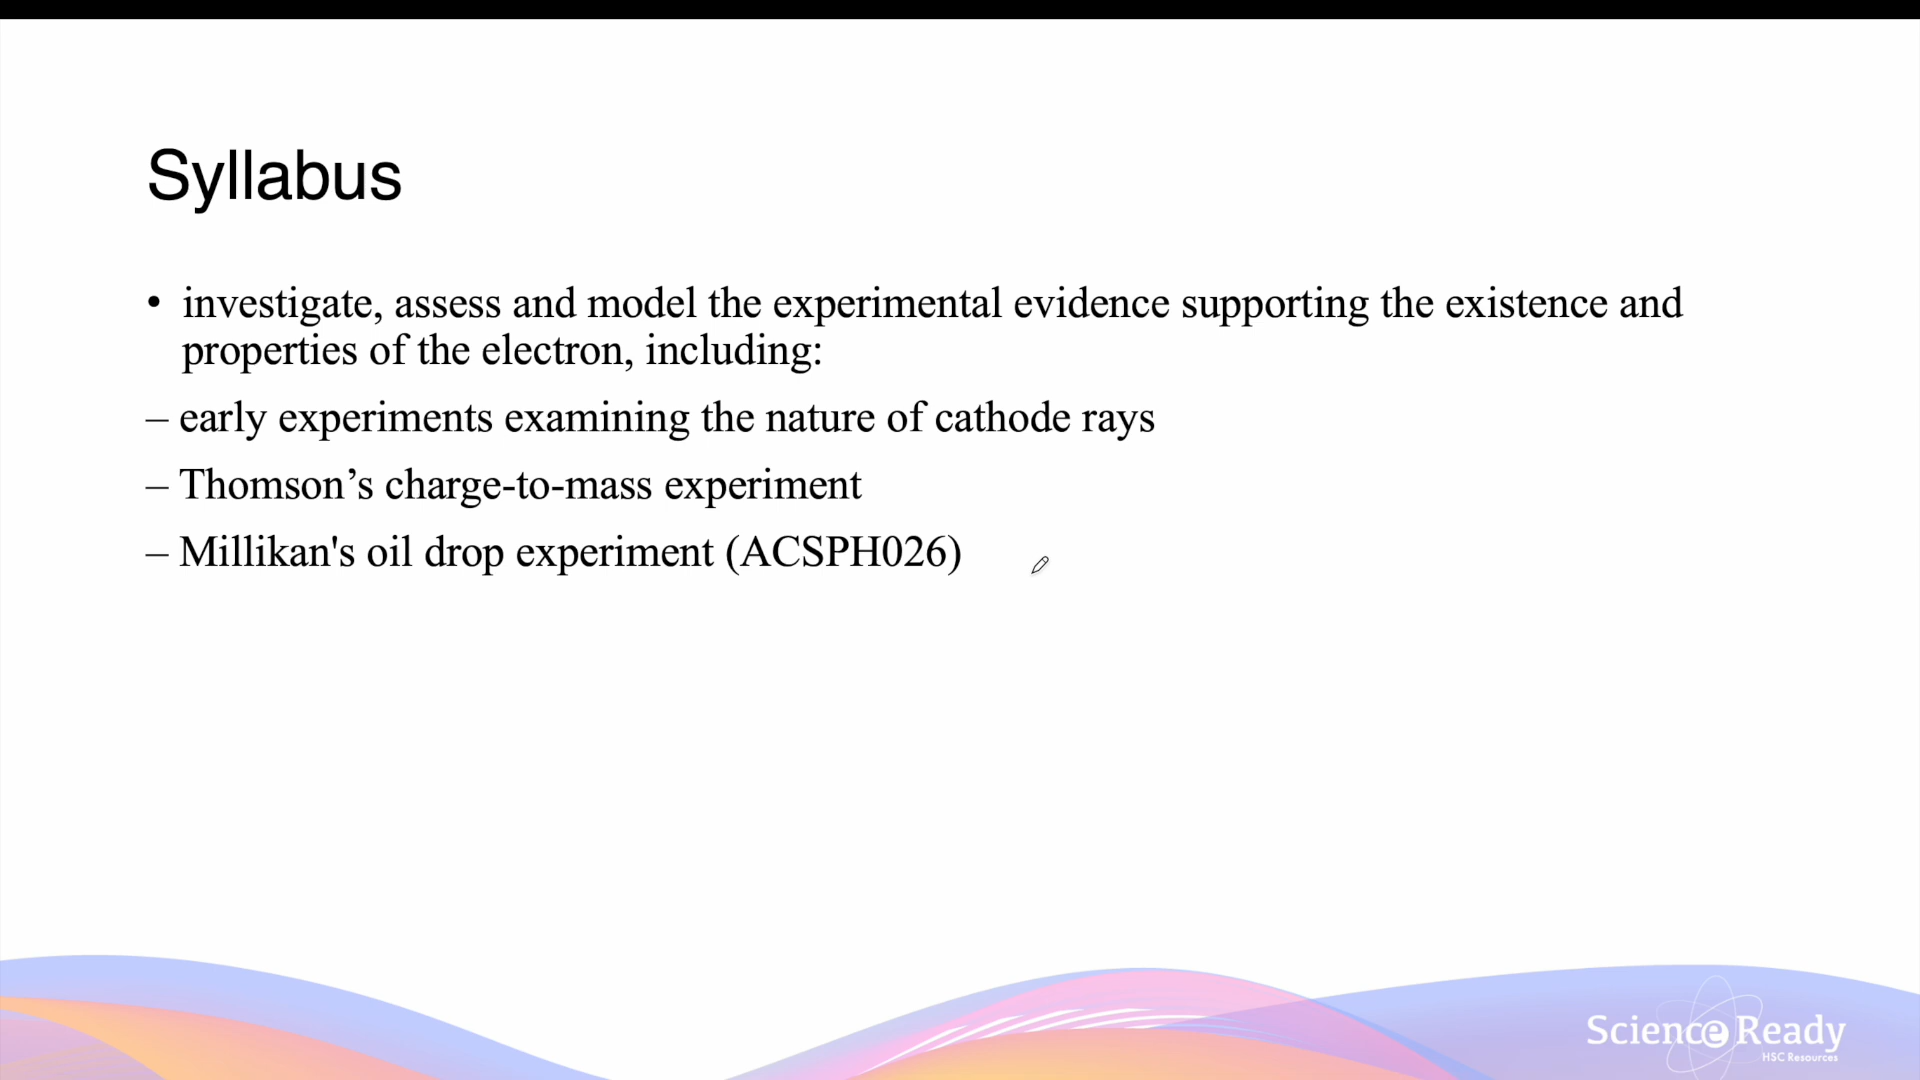 Syllabus
• investigate, assess and model the experimental evidence supporting the existence and
properties of the electron, including:
– early experiments examining the nature of cathode rays
– Thomson’s charge-to-mass experiment
– Millikan's oil drop experiment (ACSPH026)
Science Ready
HSC Resources